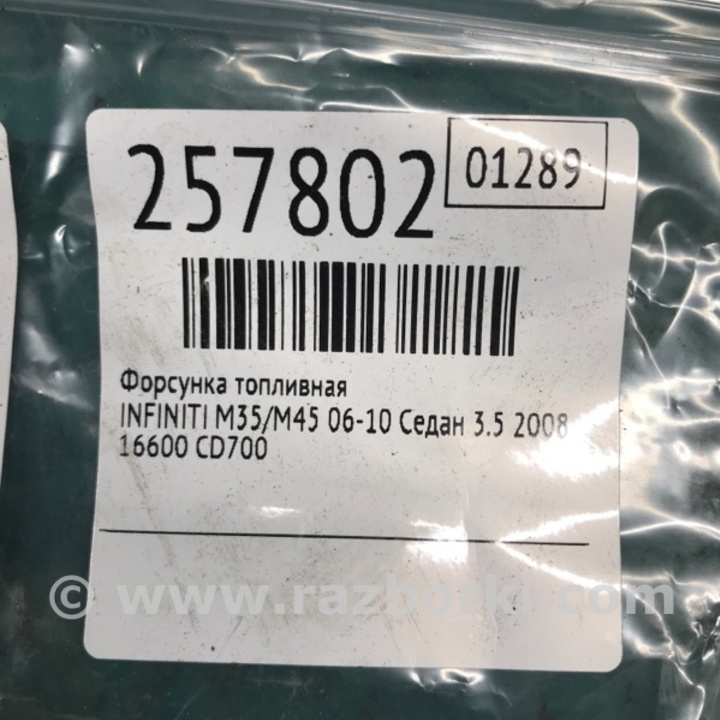 257802
01289
Форсунка топливная
INFINITI M35/M45 06-10 Седан 3.5 2008
16600 CD700
© www.razborki.com